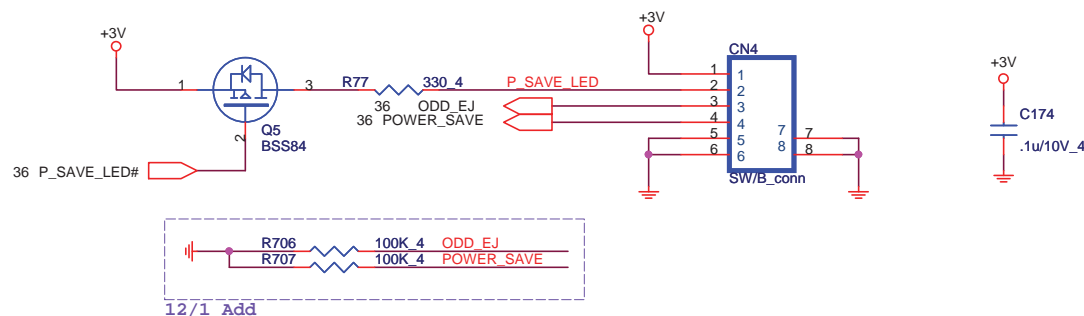 +3V
+3V
CN4
+3V
1
3
R77
330_4
P_SAVE_LED
1
1
2
2
36
ODD_EJ
3
3
36
POWER_SAVE
4
4
C174
Q5
2
5
5
7
7
BSS84
6
6
8
8
.1u/10V_4
36
P_SAVE_LED#
SW/B_conn
R706
100K_4
ODD_EJ
R707
100K_4
POWER_SAVE
12/1 Add